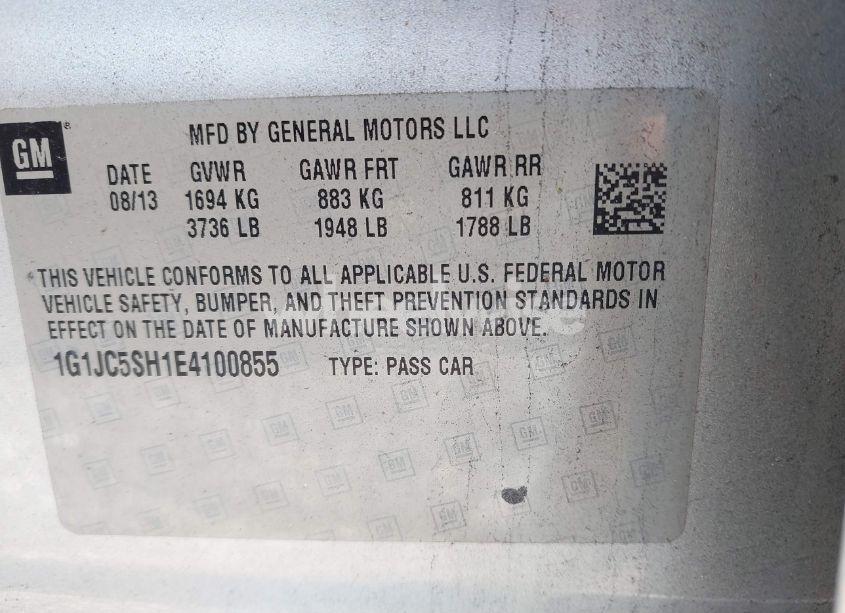 GM
MFD BY GENERAL MOTORS LLC
DATE GVWR GAWR FRT GAWR RR
08/13 1694 KG 883 KG 811 KG
3736 LB 1948 LB 1788 LB
THIS VEHICLE CONFORMS TO ALL APPLICABLE U.S. FEDERAL MOTOR
VEHICLE SAFETY, BUMPER, AND THEFT PREVENTION STANDARDS IN
EFFECT ON THE DATE OF MANUFACTURE SHOWN ABOVE.
1G1JC5SH1E4100855 TYPE: PASS CAR